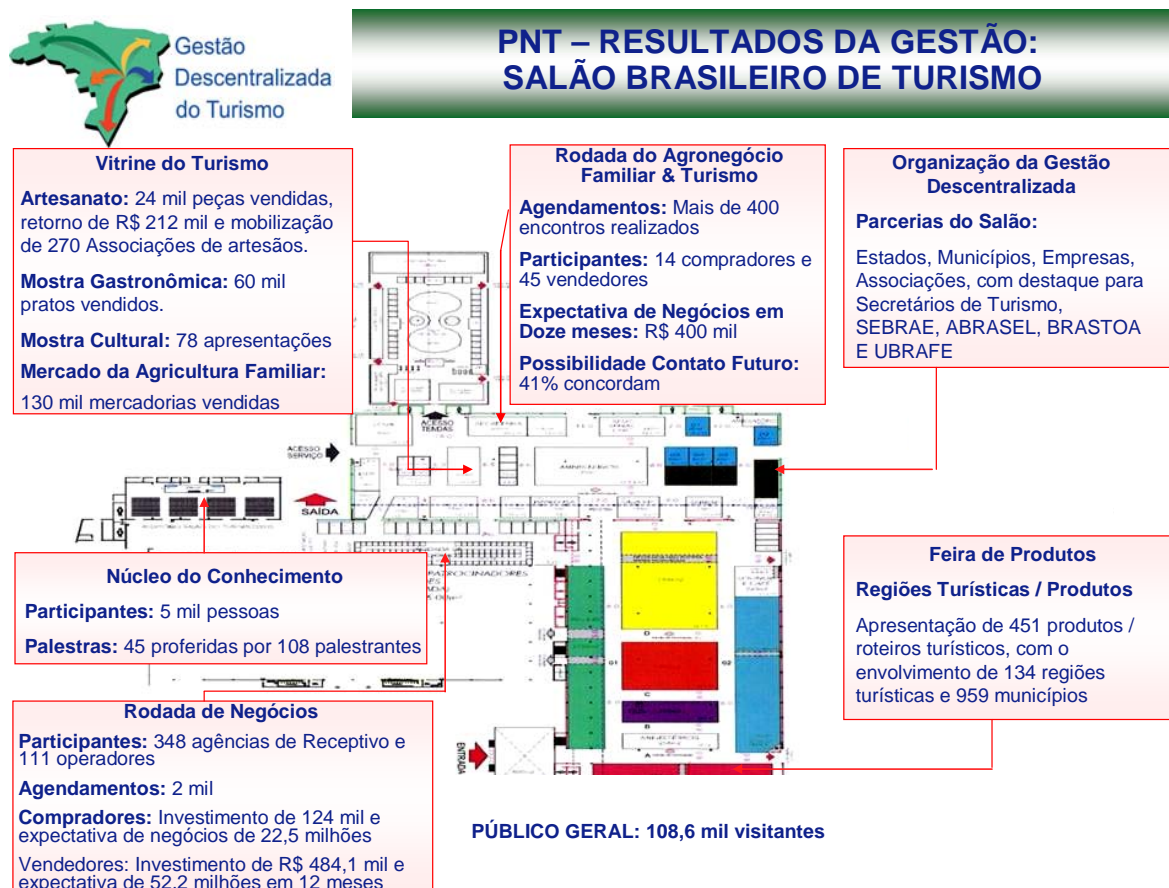 Gestão
Descentralizada
do Turismo
PNT – RESULTADOS DA GESTÃO:
SALÃO BRASILEIRO DE TURISMO
Vitrine do Turismo
Artesanato: 24 mil peças vendidas,
retorno de R$ 212 mil e mobilização
de 270 Associações de artesãos.
Mostra Gastronômica: 60 mil
pratos vendidos.
Mostra Cultural: 78 apresentações
Mercado da Agricultura Familiar:
130 mil mercadorias vendidas
Rodada do Agronegócio
Familiar & Turismo
Agendamentos: Mais de 400
encontros realizados
Participantes: 14 compradores e
45 vendedores
Expectativa de Negócios em
Doze meses: R$ 400 mil
Possibilidade Contato Futuro:
41% concordam
Organização da Gestão
Descentralizada
Parcerias do Salão:
Estados, Municípios, Empresas,
Associações, com destaque para
Secretários de Turismo,
SEBRAE, ABRASEL, BRASTOA
E UBRAFE
ACESSO
TENDAS
ACESSO
SERVIÇO
SAÍDA
PATROCINADORES
Núcleo do Conhecimento
Participantes: 5 mil pessoas
Palestras: 45 proferidas por 108 palestrantes
Feira de Produtos
Regiões Turísticas / Produtos
Apresentação de 451 produtos /
roteiros turísticos, com o
envolvimento de 134 regiões
turísticas e 959 municípios
D
G1
G2
C
B
A
ENTRADA
Rodada de Negócios
Participantes: 348 agências de Receptivo e
111 operadores
Agendamentos: 2 mil
Compradores: Investimento de 124 mil e
expectativa de negócios de 22,5 milhões
Vendedores: Investimento de R$ 484,1 mil e
expectativa de 52,2 milhões em 12 meses
PÚBLICO GERAL: 108,6 mil visitantes